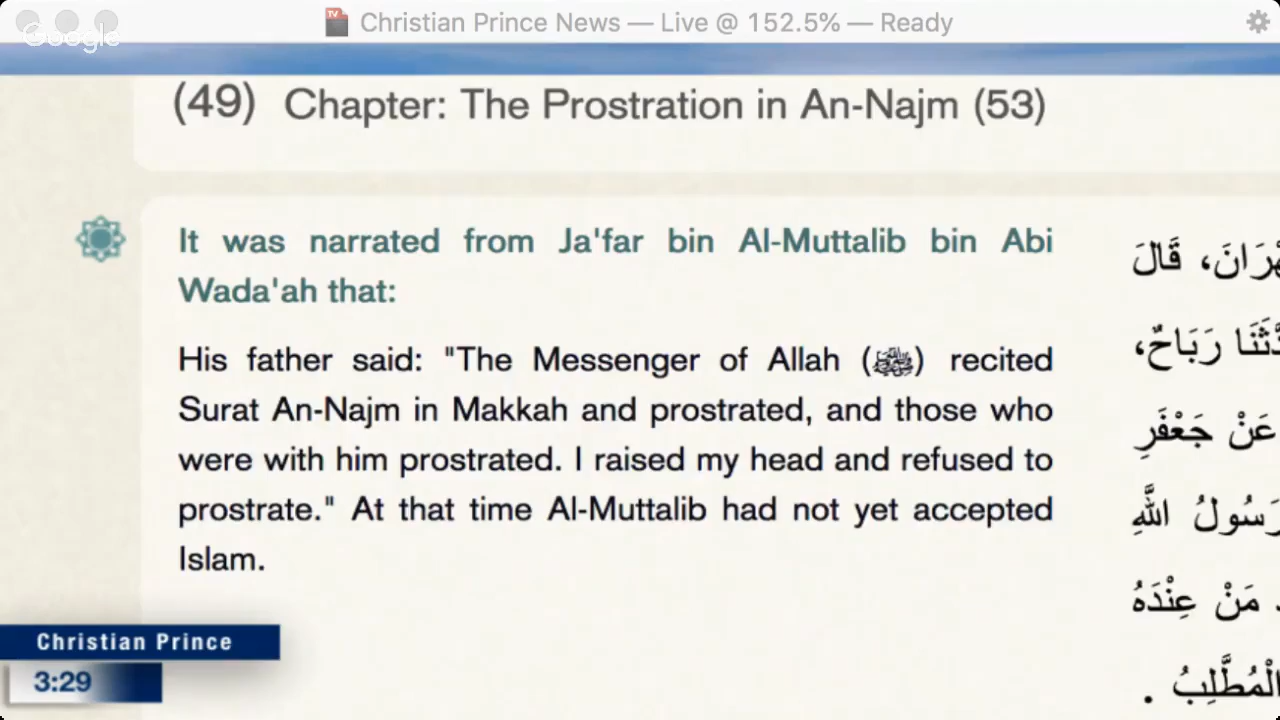 Christian Prince News — Live @ 152.5% — Ready
Google
(49) Chapter: The Prostration in An-Najm (53)
It was narrated from Ja'far bin Al-Muttalib bin Abi
Wada'ah that:
His father said: "The Messenger of Allah (ﷺ) recited
Surat An-Najm in Makkah and prostrated, and those who
were with him prostrated. I raised my head and refused to
prostrate." At that time Al-Muttalib had not yet accepted
Islam.
هْرَانَ، قَالَ
رَبَاحٌ،
عَنْ جَعْفَرِ
رَسُولُ اللَّهِ
مَنْ عِنْدَهُ
الْمُطَّلِبُ .
Christian Prince
3:29